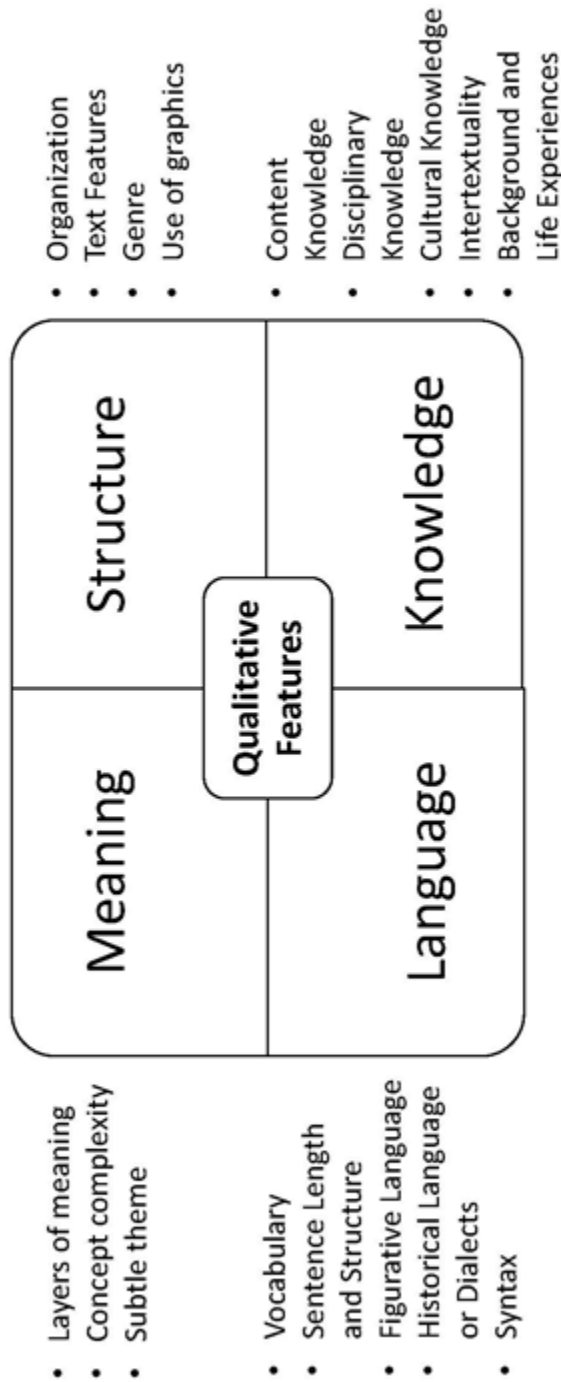 • Layers of meaning
• Concept complexity
• Subtle theme
Meaning
Structure
• Organization
• Text Features
• Genre
• Use of graphics
Qualitative
Features
• Vocabulary
• Sentence Length
and Structure
• Figurative Language
• Historical Language
or Dialects
• Syntax
Language
Knowledge
• Content
Knowledge
• Disciplinary
Knowledge
• Cultural Knowledge
• Intertextuality
• Background and
Life Experiences